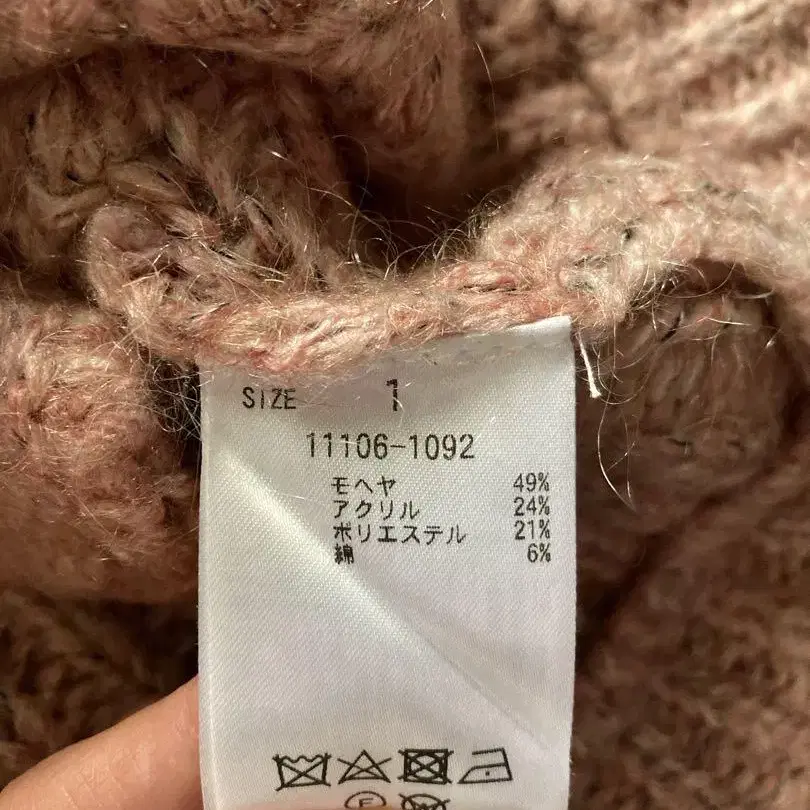 SIZE 1
11106-1092
モヘヤ 49%
アクリル 24%
ポリエステル 21%
綿 6%
F